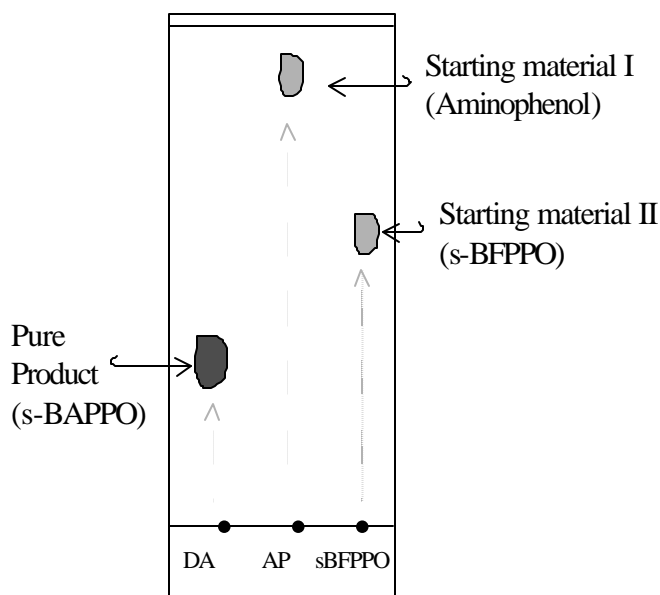 Starting material I
(Aminophenol)
Starting material II
(s-BFPPO)
Pure
Product
(s-BAPPO)
DA AP sBFPPO